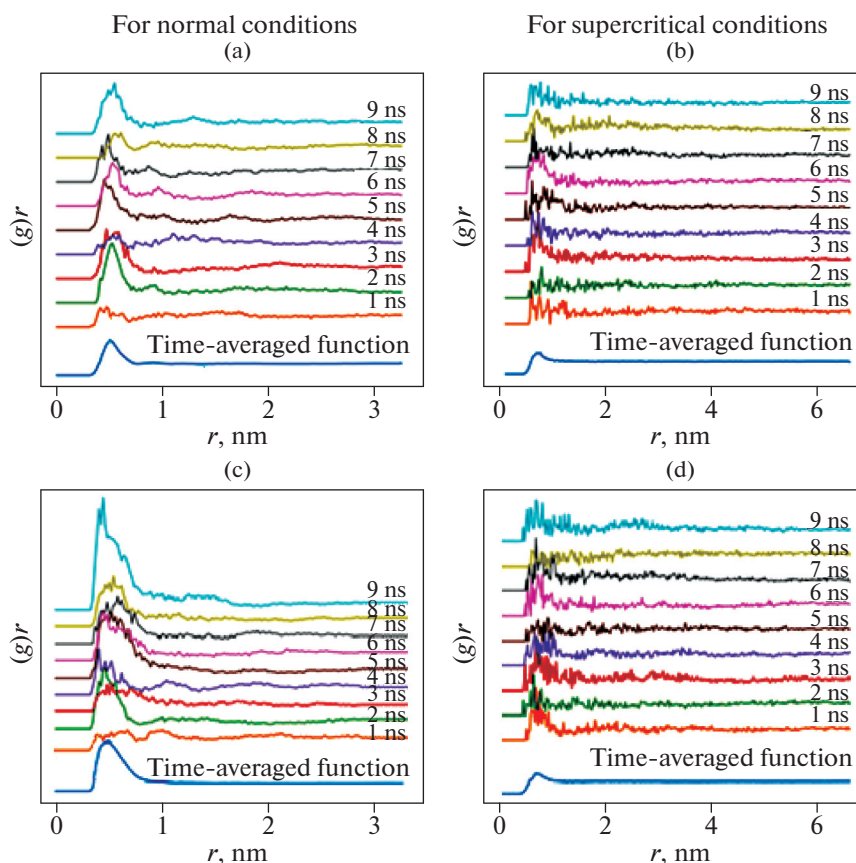 For normal conditions
(a)
For supercritical conditions
(b)
(g)r
9 ns
8 ns
7 ns
6 ns
5 ns
4 ns
3 ns
2 ns
1 ns
Time-averaged function
0 1 2 3
r, nm
(g)r
9 ns
8 ns
7 ns
6 ns
5 ns
4 ns
3 ns
2 ns
1 ns
Time-averaged function
0 2 4 6
r, nm
(c)
(g)r
9 ns
8 ns
7 ns
6 ns
5 ns
4 ns
3 ns
2 ns
1 ns
Time-averaged function
0 1 2 3
r, nm
(d)
(g)r
9 ns
8 ns
7 ns
6 ns
5 ns
4 ns
3 ns
2 ns
1 ns
Time-averaged function
0 2 4 6
r, nm